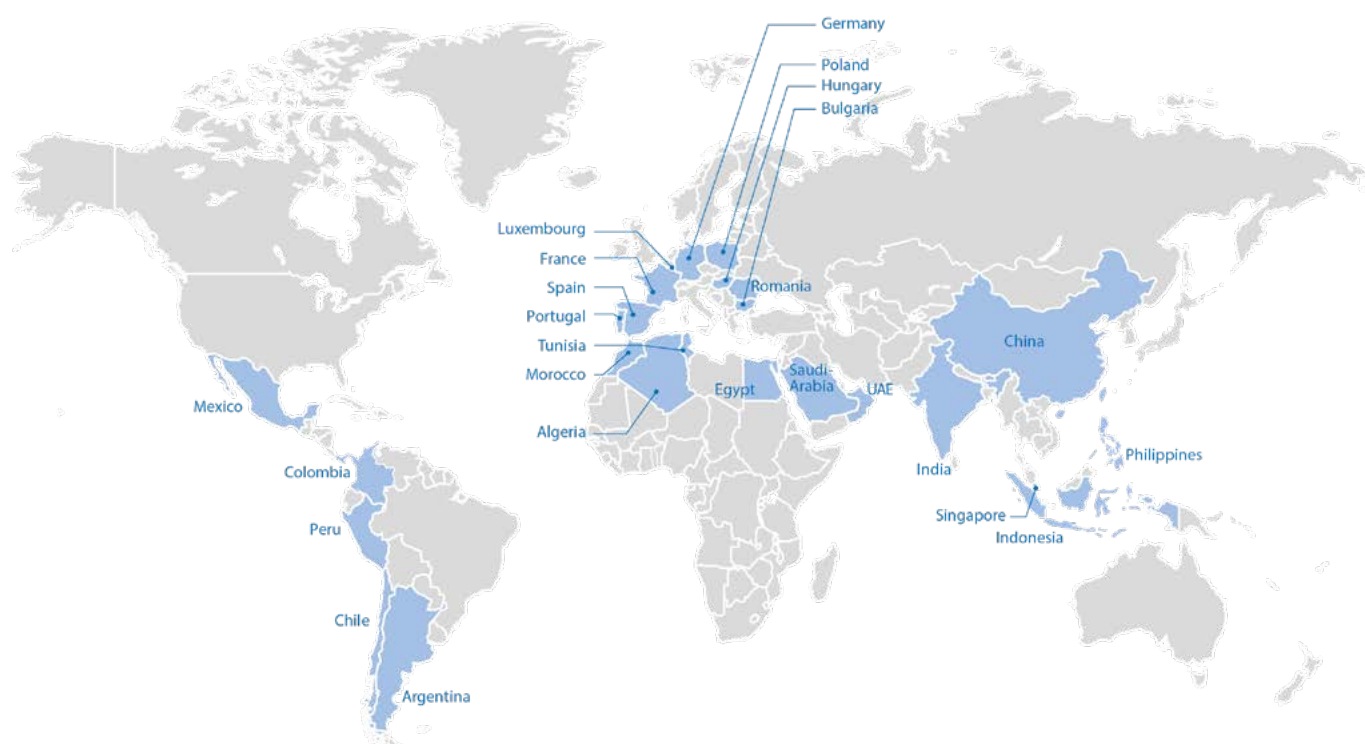 Germany
Poland
Hungary
Bulgaria
Luxembourg
France
Spain
Portugal
Romania
Tunisia
Morocco
Algeria
Egypt
Saudi-
Arabia
UAE
China
India
Philippines
Singapore
Indonesia
Mexico
Colombia
Peru
Chile
Argentina